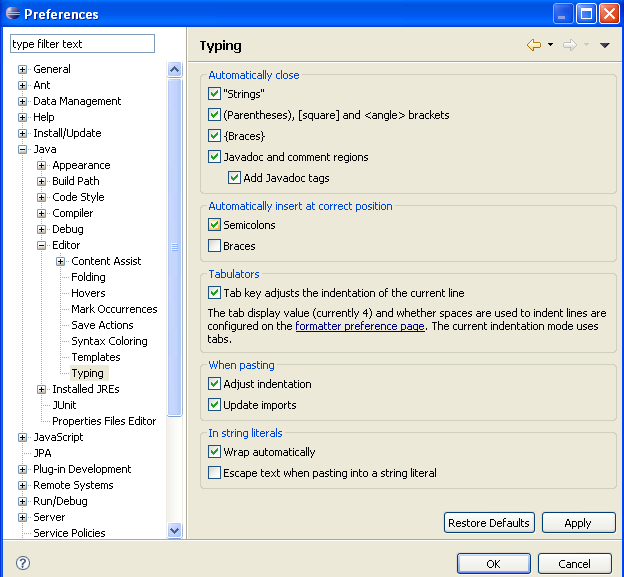 Preferences
type filter text
General
Ant
Data Management
Help
Install/Update
Java
Appearance
Build Path
Code Style
Compiler
Debug
Editor
Content Assist
Folding
Hovers
Mark Occurrences
Save Actions
Syntax Coloring
Templates
Typing
Installed JREs
JUnit
Properties Files Editor
JavaScript
JPA
Plug-in Development
Remote Systems
Run/Debug
Server
Service Policies
Typing
Automatically close
"Strings"
(Parentheses), [square] and <angle> brackets
{Braces}
Javadoc and comment regions
Add Javadoc tags
Automatically insert at correct position
Semicolons
Braces
Tabulators
Tab key adjusts the indentation of the current line
The tab display value (currently 4) and whether spaces are used to indent lines are
configured on the formatter preference page. The current indentation mode uses
tabs.
When pasting
Adjust indentation
Update imports
In string literals
Wrap automatically
Escape text when pasting into a string literal
Restore Defaults
Apply
?
OK
Cancel